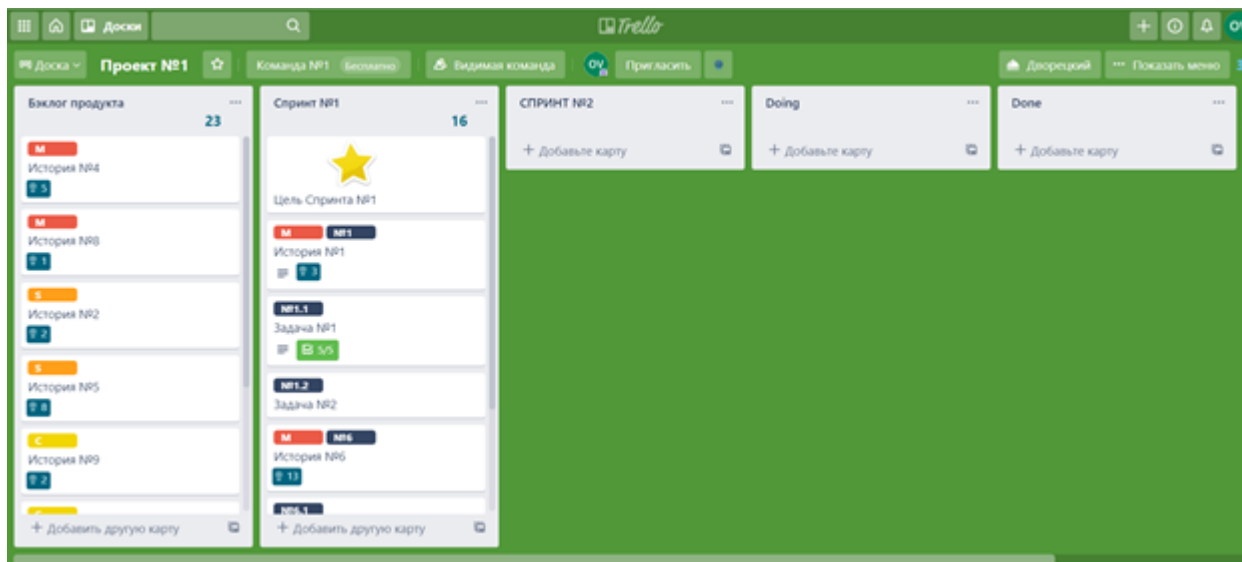 Доски
Trello
Доска
Проект №1
Команда №1
Бесплатно
Видимая команда
OY
Пригласить
Дворецкий
Показать меню
Бэклог продукта
23
M
История №4
5
M
История №8
1
S
История №2
2
S
История №5
8
C
История №9
2
C
Добавить другую карту
Спринт №1
16
Цель Спринта №1
M №1
История №1
3
№1.1
Задача №1
5/5
№1.2
Задача №2
M №6
История №6
13
№6.1
Добавить другую карту
СПРИНТ №2
Добавьте карту
Doing
Добавьте карту
Done
Добавьте карту